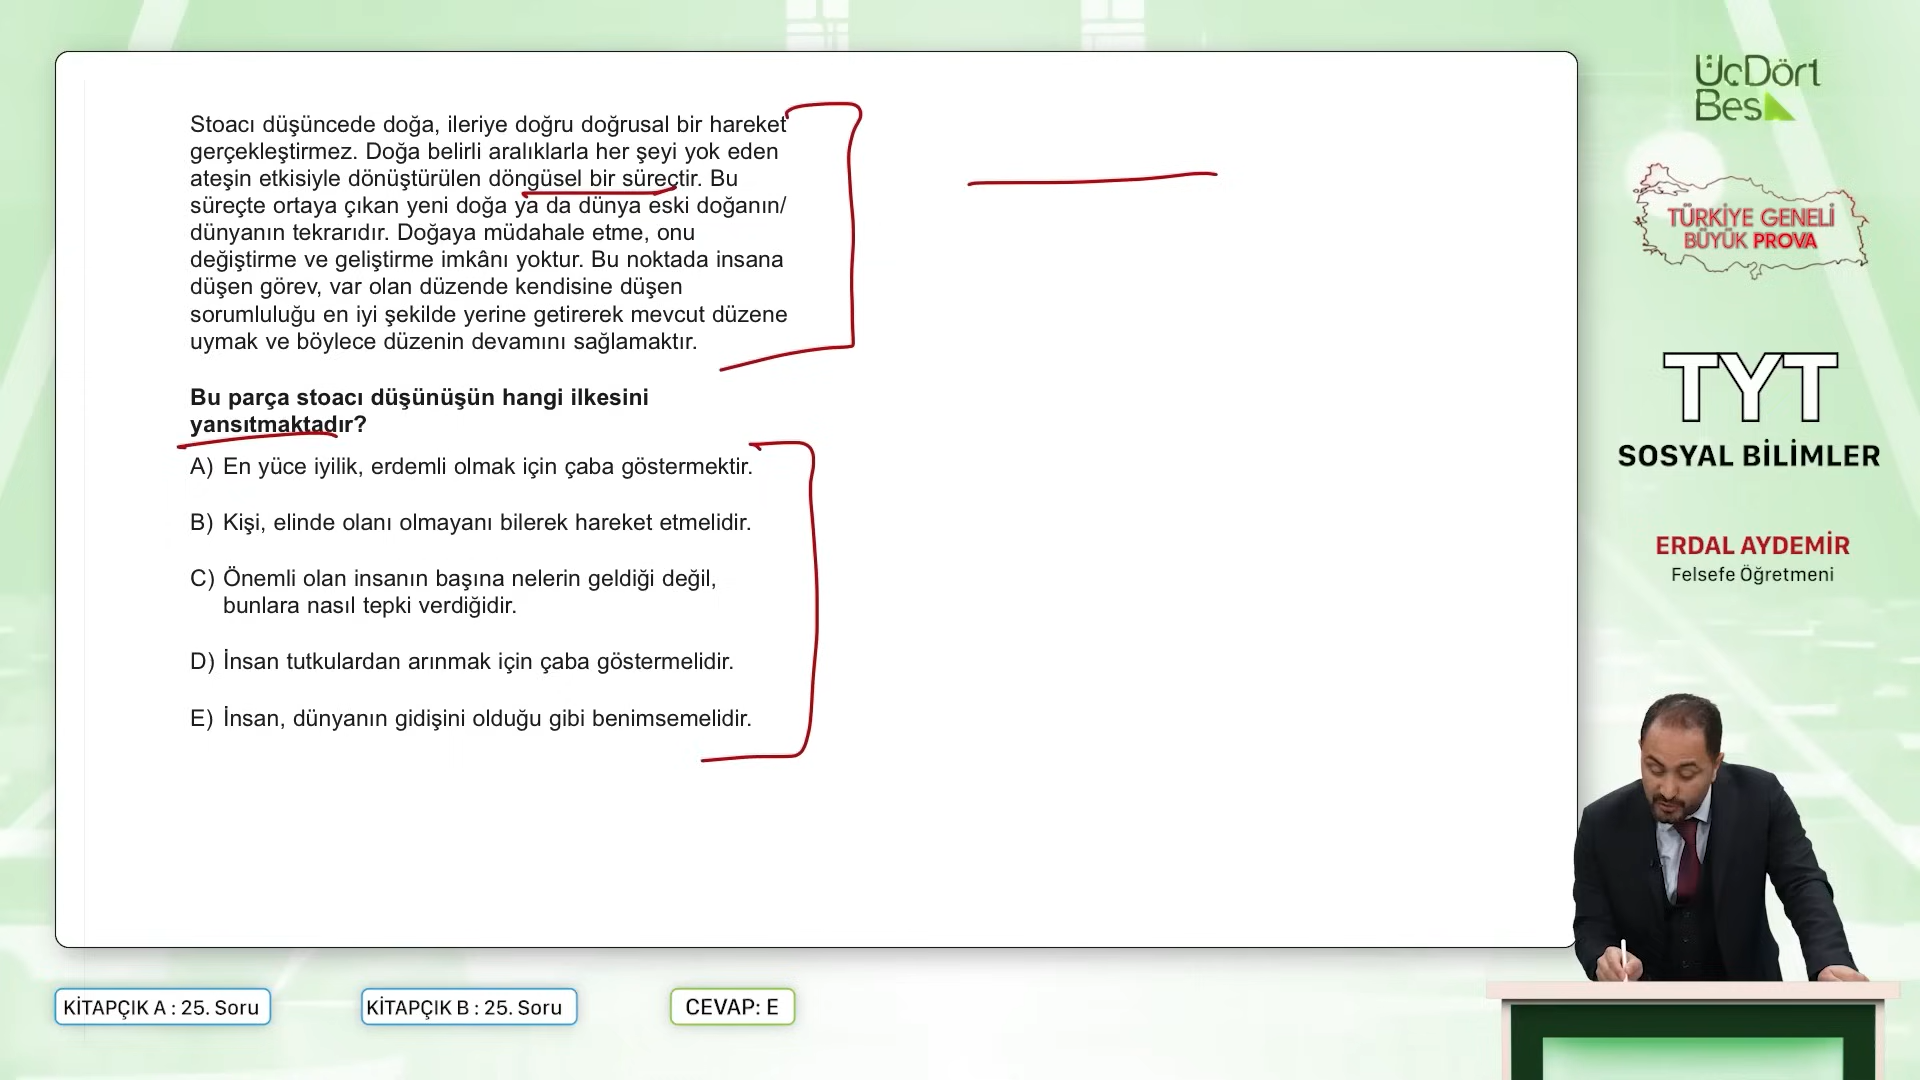 Stoacı düşüncede doğa, ileriye doğru doğrusal bir hareket
gerçekleştirmez. Doğa belirli aralıklarla her şeyi yok eden
ateşin etkisiyle dönüştürülen döngüsel bir süreçtir. Bu
süreçte ortaya çıkan yeni doğa ya da dünya eski doğanın/
dünyanın tekrarıdır. Doğaya müdahale etme, onu
değiştirme ve geliştirme imkânı yoktur. Bu noktada insana
düşen görev, var olan düzende kendisine düşen
sorumluluğu en iyi şekilde yerine getirerek mevcut düzene
uymak ve böylece düzenin devamını sağlamaktır.
Bu parça stoacı düşünüşün hangi ilkesini
yansıtmaktadır?
A) En yüce iyilik, erdemli olmak için çaba göstermektir.
B) Kişi, elinde olanı olmayanı bilerek hareket etmelidir.
C) Önemli olan insanın başına nelerin geldiği değil,
bunlara nasıl tepki verdiğidir.
D) İnsan tutkulardan arınmak için çaba göstermelidir.
E) İnsan, dünyanın gidişini olduğu gibi benimsemelidir.
KİTAPÇIK A : 25. Soru
KİTAPÇIK B : 25. Soru
CEVAP: E
ÜçDört
Beş
TÜRKİYE GENELİ
BÜYÜK PROVA
TYT
SOSYAL BİLİMLER
ERDAL AYDEMİR
Felsefe Öğretmeni